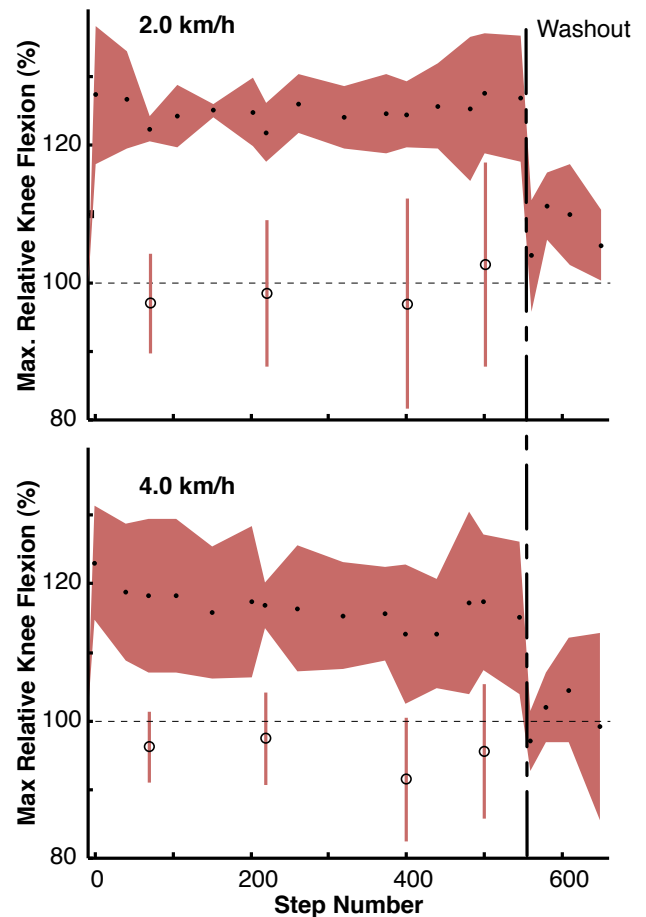 2.0 km/h
Washout
Max. Relative Knee Flexion (%)
120
100
80
4.0 km/h
Max Relative Knee Flexion (%)
120
100
80
0 200 400 600
Step Number